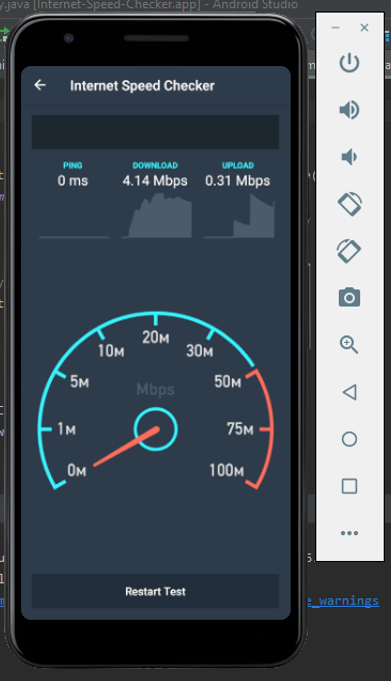 y.java [Internet-Speed-Checker.app] - Android Studio
Internet Speed Checker
PING DOWNLOAD UPLOAD
0 ms 4.14 Mbps 0.31 Mbps
20M
10M 30M
5M 50M
Mbps
1M 75M
0M 100M
Restart Test
e_warnings